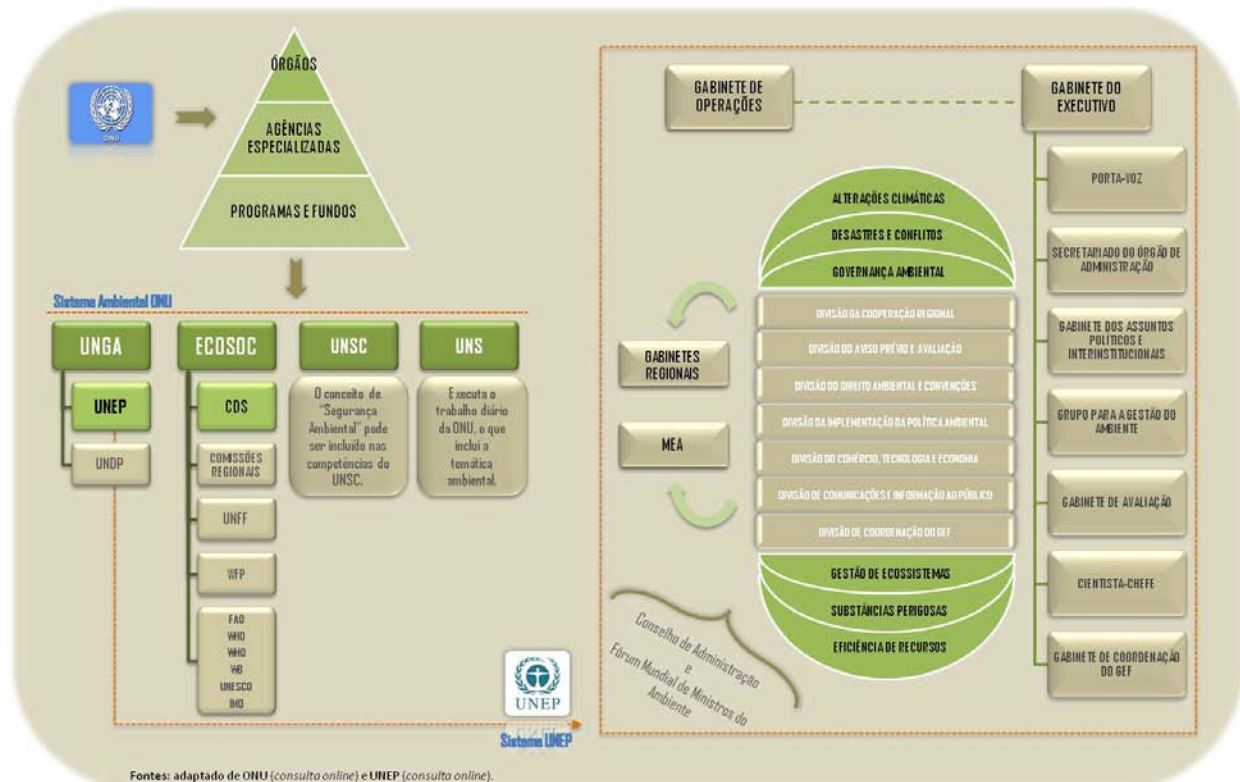 ONU
ÓRGÃOS
AGÊNCIAS
ESPECIALIZADAS
PROGRAMAS E FUNDOS
Sistema Ambiental ONU
UNGA
UNEP
UNDP
ECOSOC
CDS
COMISSÕES
REGIONAIS
UNFF
WFP
FAO
WHO
WHO
WB
UNESCO
IHO
UNSC
O conceito de
"Segurança
Ambiental" pode
ser incluído nas
competências do
UNSC.
UNS
Executa o
trabalho diário
da ONU, o que
inclui a
temática
ambiental.
UNEP
Sistema UNEP
GABINETE DE
OPERAÇÕES
GABINETE DO
EXECUTIVO
ALTERAÇÕES CLIMÁTICAS
DESASTRES E CONFLITOS
GOVERNANÇA AMBIENTAL
DIVISÃO DA COOPERAÇÃO REGIONAL
DIVISÃO DO AVISO PRÉVIO E AVALIAÇÃO
DIVISÃO DO DIREITO AMBIENTAL E CONVENÇÕES
DIVISÃO DA IMPLEMENTAÇÃO DA POLÍTICA AMBIENTAL
DIVISÃO DO COMÉRCIO, TECNOLOGIA E ECONOMIA
DIVISÃO DE COMUNICAÇÕES E INFORMAÇÃO AO PÚBLICO
DIVISÃO DE COORDENAÇÃO DO GEF
GESTÃO DE ECOSSISTEMAS
SUBSTÂNCIAS PERIGOSAS
EFICIÊNCIA DE RECURSOS
GABINETES
REGIONAIS
MEA
Conselho de Administração
e
Fórum Mundial de Ministros do
Ambiente
PORTA-VOZ
SECRETARIADO DO ÓRGÃO DE
ADMINISTRAÇÃO
GABINETE DOS ASSUNTOS
POLÍTICOS E
INTERINSTITUCIONAIS
GRUPO PARA A GESTÃO DO
AMBIENTE
GABINETE DE AVALIAÇÃO
CIENTISTA-CHEFE
GABINETE DE COORDENAÇÃO
DO GEF
Fontes: adaptado de ONU (consulta online) e UNEP (consulta online).